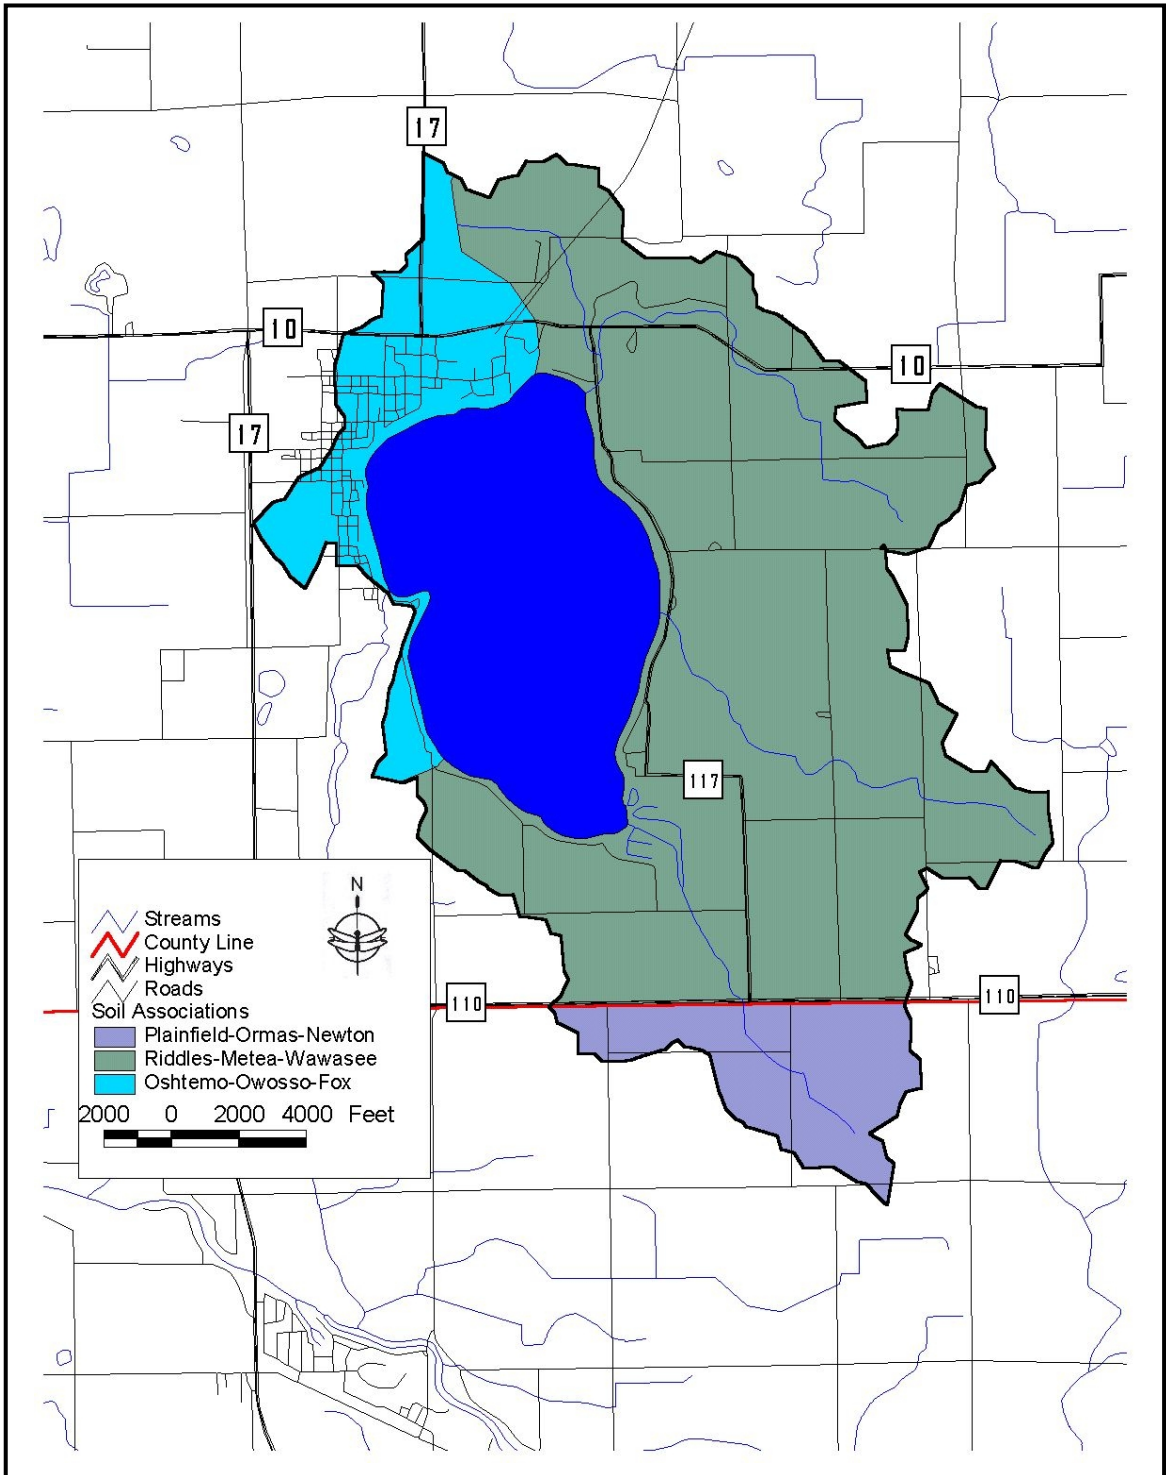 17
10
10
17
117
N
Streams
County Line
Highways
Roads
Soil Associations
Plainfield-Ormas-Newton
Riddles-Metea-Wawasee
Oshtemo-Owosso-Fox
2000 0 2000 4000 Feet
110
110